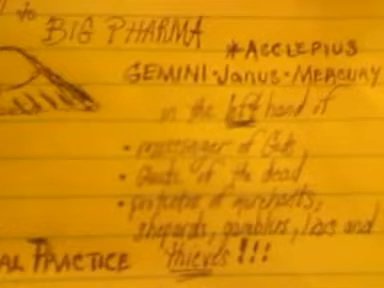 to
BIG PHARMA
*ACCLEPIUS
GEMINI·Janus·MERCURY
in the left hand of
• messenger of Gods,
• Guide of the dead
• protector of merchants,
shepards, gamblers, liars and
AL PRACTICE thieves!!!